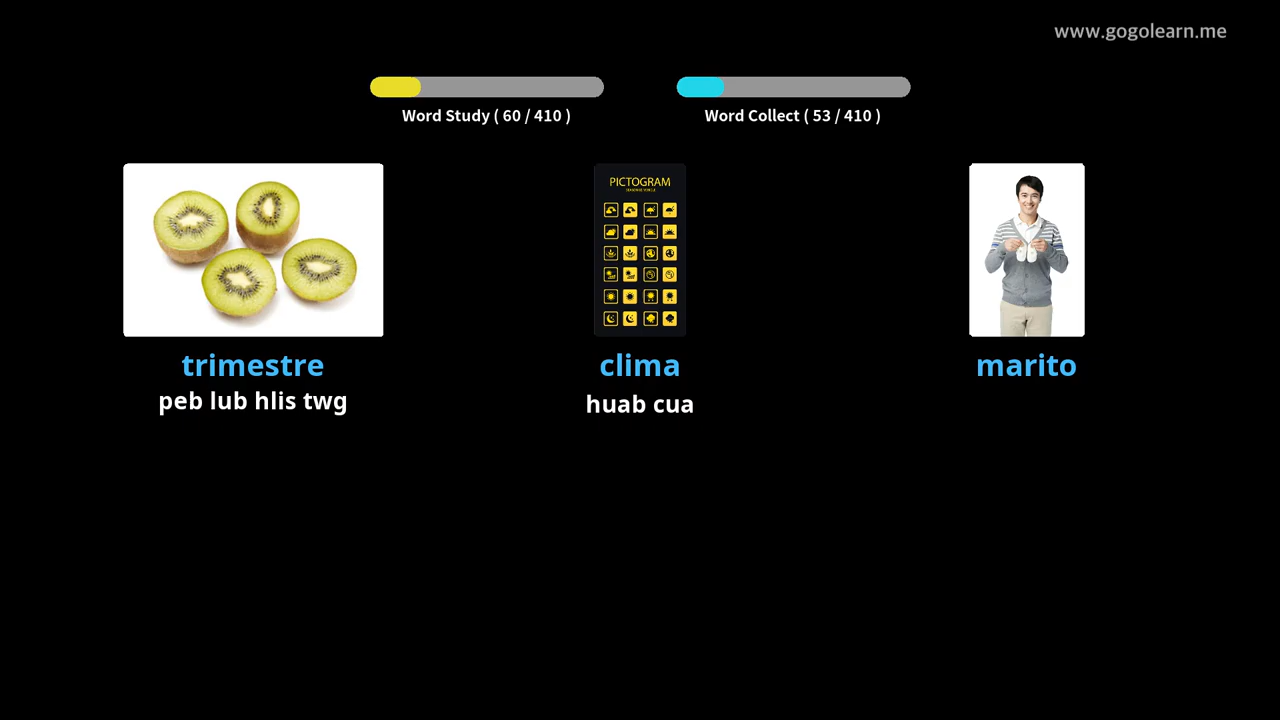 www.gogolearn.me
Word Study ( 60 / 410 )
Word Collect ( 53 / 410 )
PICTOGRAM
trimestre
clima
marito
peb lub hlis twg
huab cua